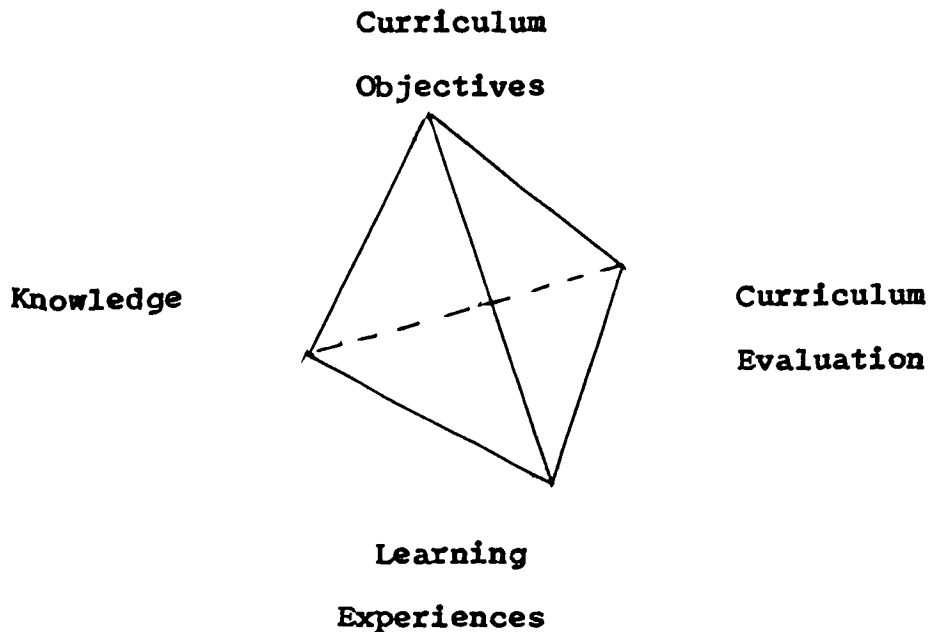 Curriculum
Objectives
Knowledge
Curriculum
Evaluation
Learning
Experiences